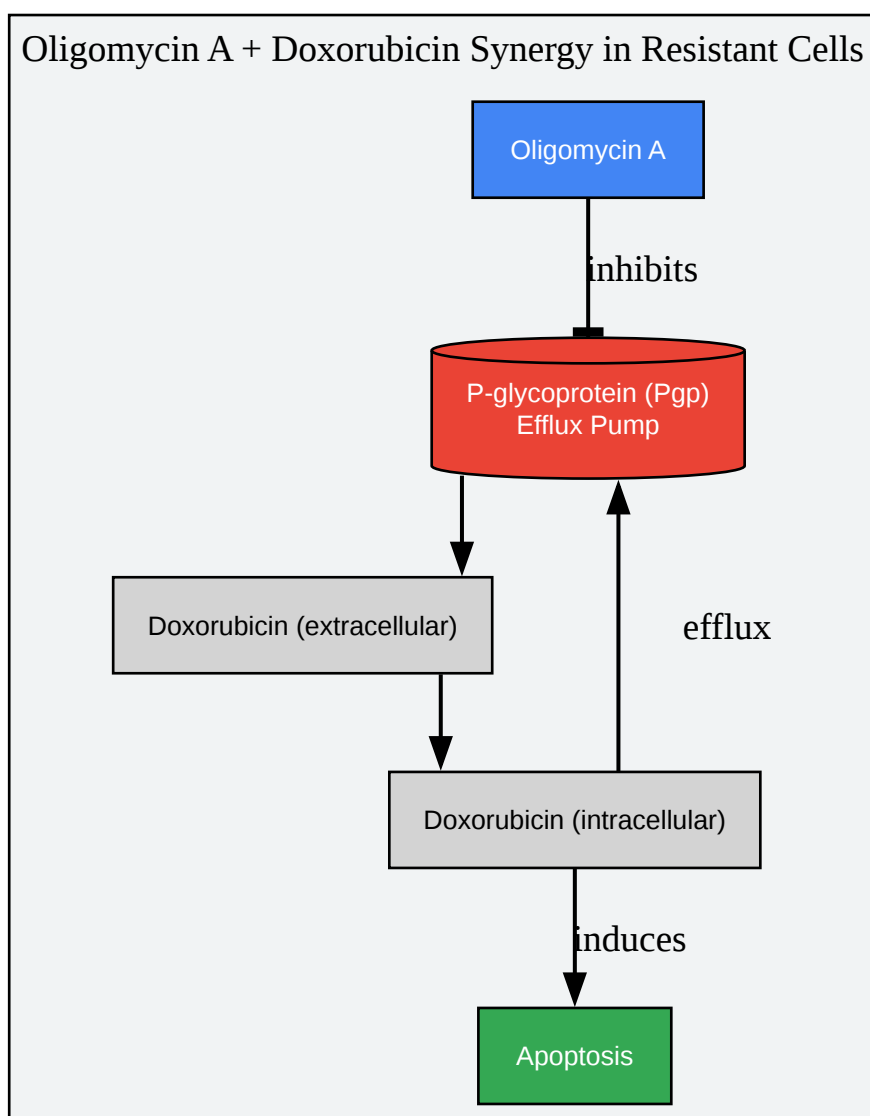 Oligomycin A + Doxorubicin Synergy in Resistant Cells
Oligomycin A
inhibits
P-glycoprotein (Pgp)
Efflux Pump
Doxorubicin (extracellular)
efflux
Doxorubicin (intracellular)
induces
Apoptosis